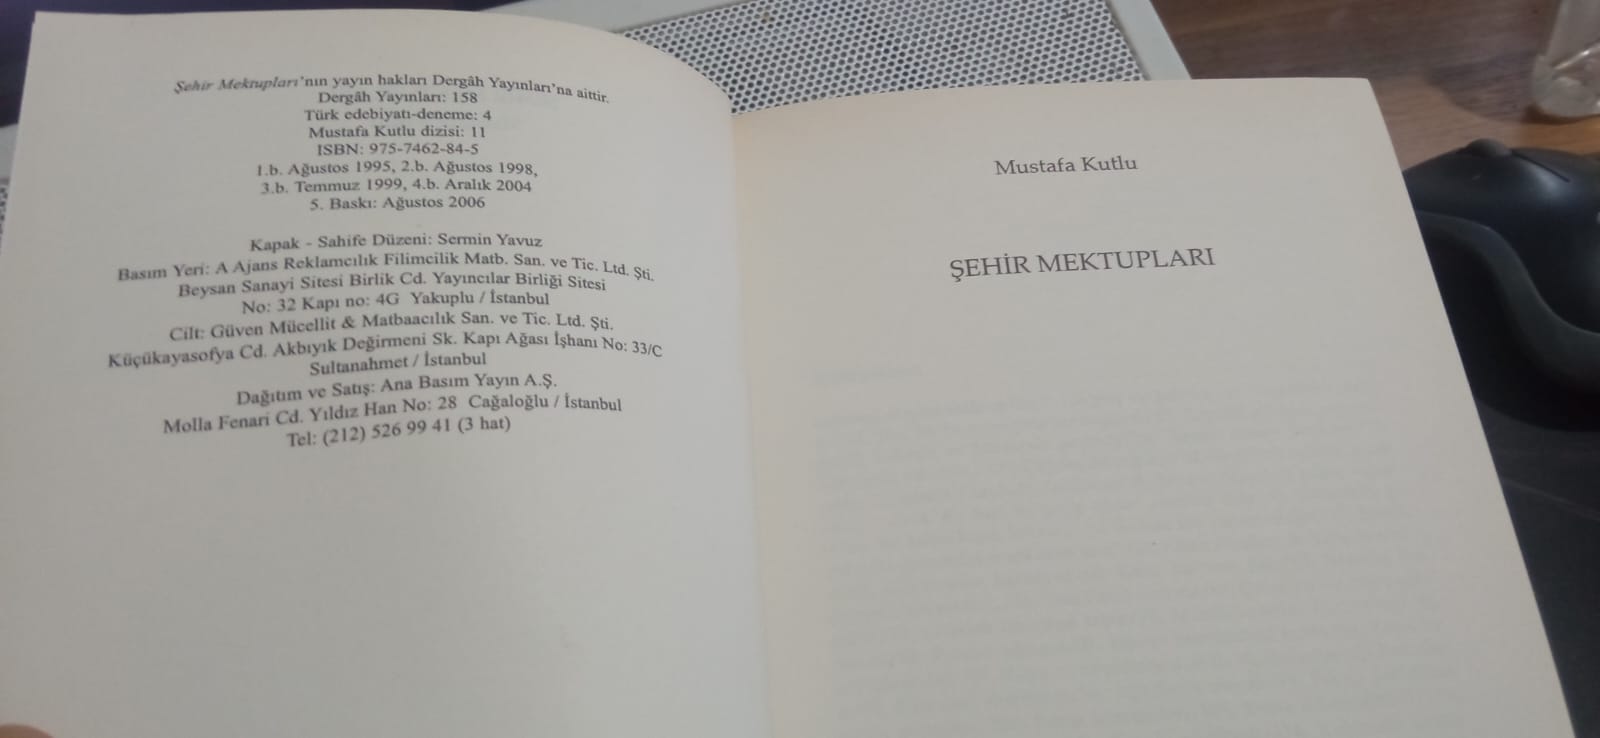 Şehir Mektupları'nın yayın hakları Dergâh Yayınları'na aittir.
Dergâh Yayınları: 158
Türk edebiyatı-deneme: 4
Mustafa Kutlu dizisi: 11
ISBN: 975-7462-84-5
1.b. Ağustos 1995, 2.b. Ağustos 1998,
3.b. Temmuz 1999, 4.b. Aralık 2004
5. Baskı: Ağustos 2006
Kapak - Sahife Düzeni: Sermin Yavuz
Basım Yeri: A Ajans Reklamcılık Filimcilik Matb. San. ve Tic. Ltd. Şti.
Beysan Sanayi Sitesi Birlik Cd. Yayıncılar Birliği Sitesi
No: 32 Kapı no: 4G Yakuplu / İstanbul
Cilt: Güven Mücellit & Matbaacılık San. ve Tic. Ltd. Şti.
Küçükayasofya Cd. Akbıyık Değirmeni Sk. Kapı Ağası İşhanı No: 33/C
Sultanahmet / İstanbul
Dağıtım ve Satış: Ana Basım Yayın A.Ş.
Molla Fenari Cd. Yıldız Han No: 28 Cağaloğlu / İstanbul
Tel: (212) 526 99 41 (3 hat)
Mustafa Kutlu
ŞEHİR MEKTUPLARI